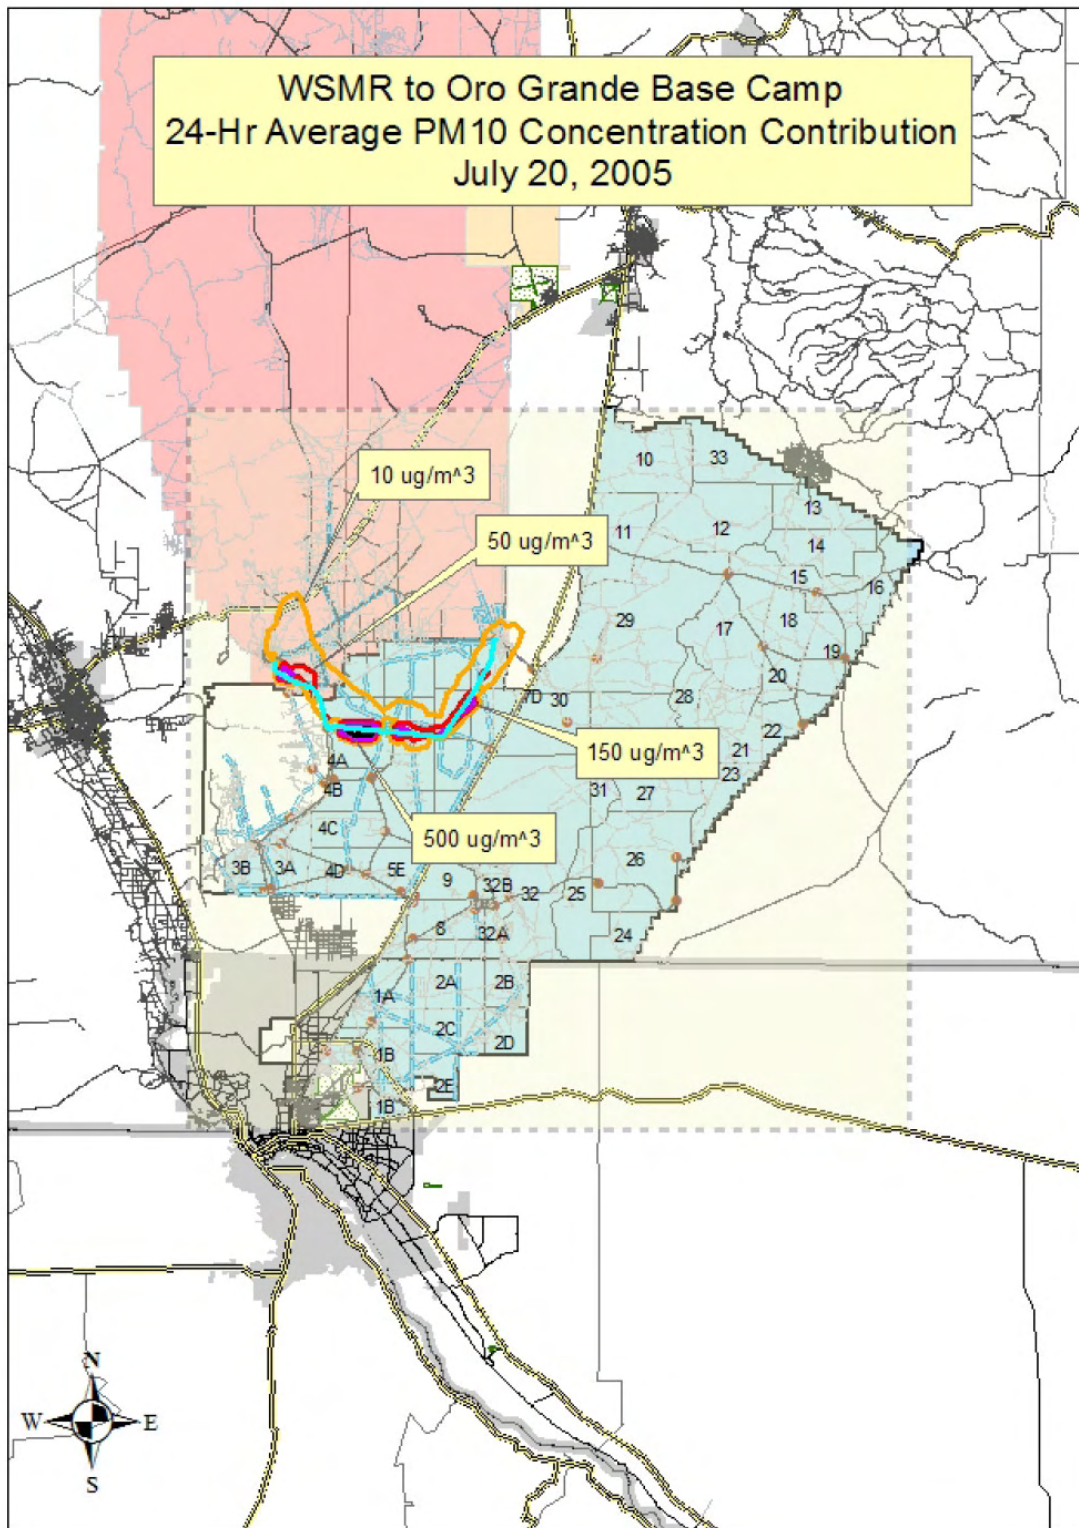 WSMR to Oro Grande Base Camp
24-Hr Average PM10 Concentration Contribution
July 20, 2005
10
33
10 ug/m^3
13
11
12
50 ug/m^3
14
15
16
29
17
18
19
20
7D
30
28
22
21
150 ug/m^3
4A
23
4B
31
27
4C
500 ug/m^3
26
3B
3A
4D
5E
9
32B
32
25
8
32A
24
2A
2B
1A
2C
2D
1B
2E
1B
N
W
E
S